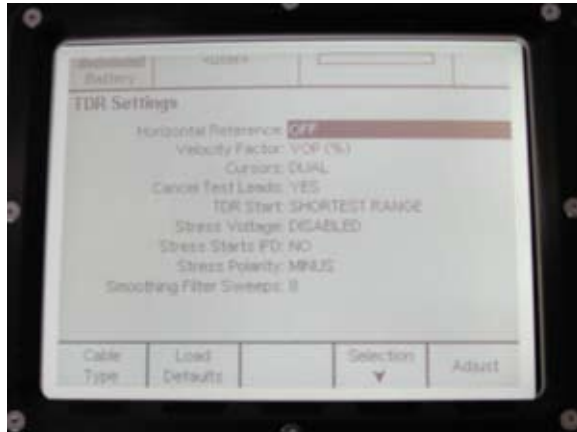 Battery
TDR Settings
Horizontal Reference: OFF
Velocity Factor: VOP (%)
Cursors: DUAL
Cancel Test Leads: YES
TDR Start: SHORTEST RANGE
Stress Voltage: DISABLED
Stress Starts IFD: NO
Stress Polarity: MINUS
Smoothing Filter Sweeps: 8
Cable Type
Load Defaults
Selection
Adjust